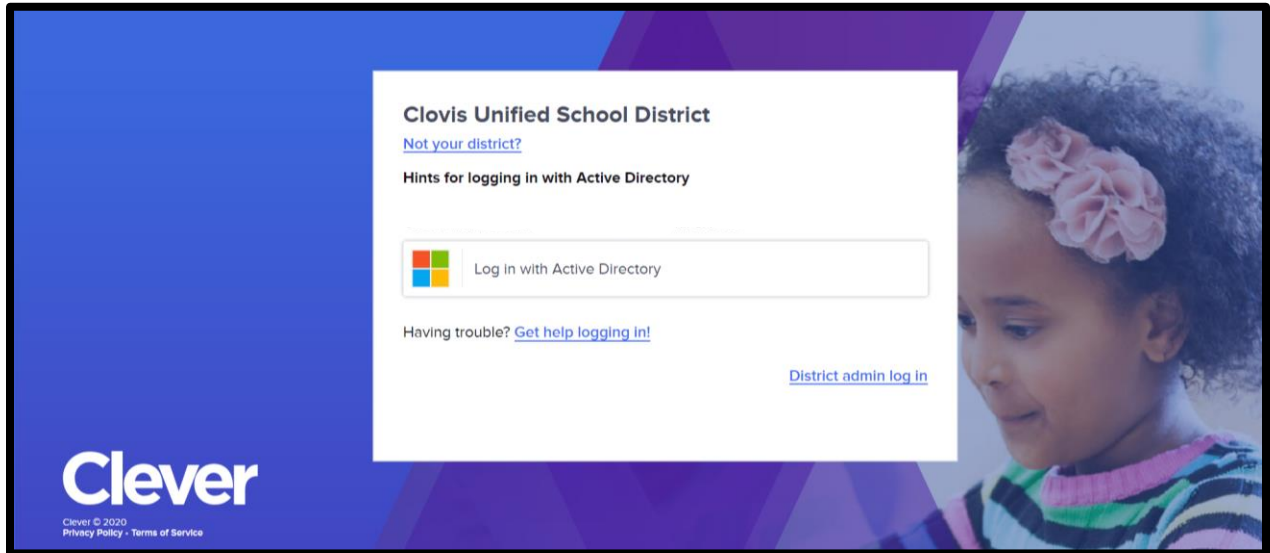 Clovis Unified School District
Not your district?
Hints for logging in with Active Directory
Log in with Active Directory
Having trouble? Get help logging in!
District admin log in
Clever
Clever © 2020
Privacy Policy - Terms of Service